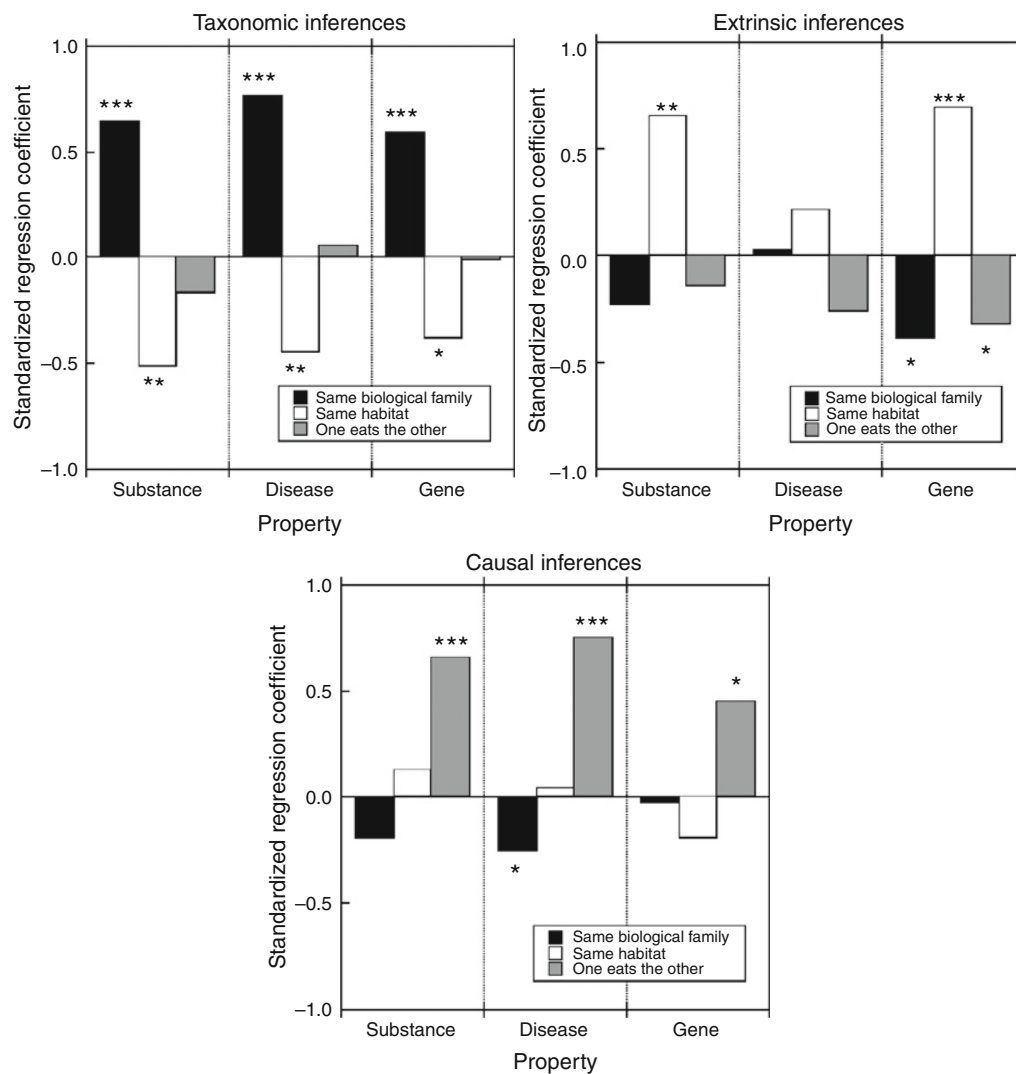 Taxonomic inferences
Standardized regression coefficient
1.0
0.5
0.0
−0.5
−1.0
***
***
***
**
**
*
Same biological family
Same habitat
One eats the other
Substance Disease Gene
Property
Extrinsic inferences
Standardized regression coefficient
1.0
0.5
0.0
−0.5
−1.0
**
***
*
*
Same biological family
Same habitat
One eats the other
Substance Disease Gene
Property
Causal inferences
Standardized regression coefficient
1.0
0.5
0.0
−0.5
−1.0
***
***
*
*
Same biological family
Same habitat
One eats the other
Substance Disease Gene
Property